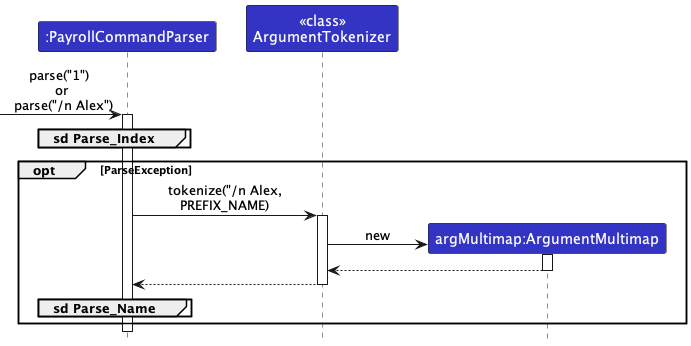 «class»
:PayrollCommandParser
ArgumentTokenizer
parse("1")
or
parse("/n Alex")
sd Parse_Index
opt
[ParseException]
tokenize("/n Alex,
PREFIX_NAME)
new
argMultimap:ArgumentMultimap
sd Parse_Name